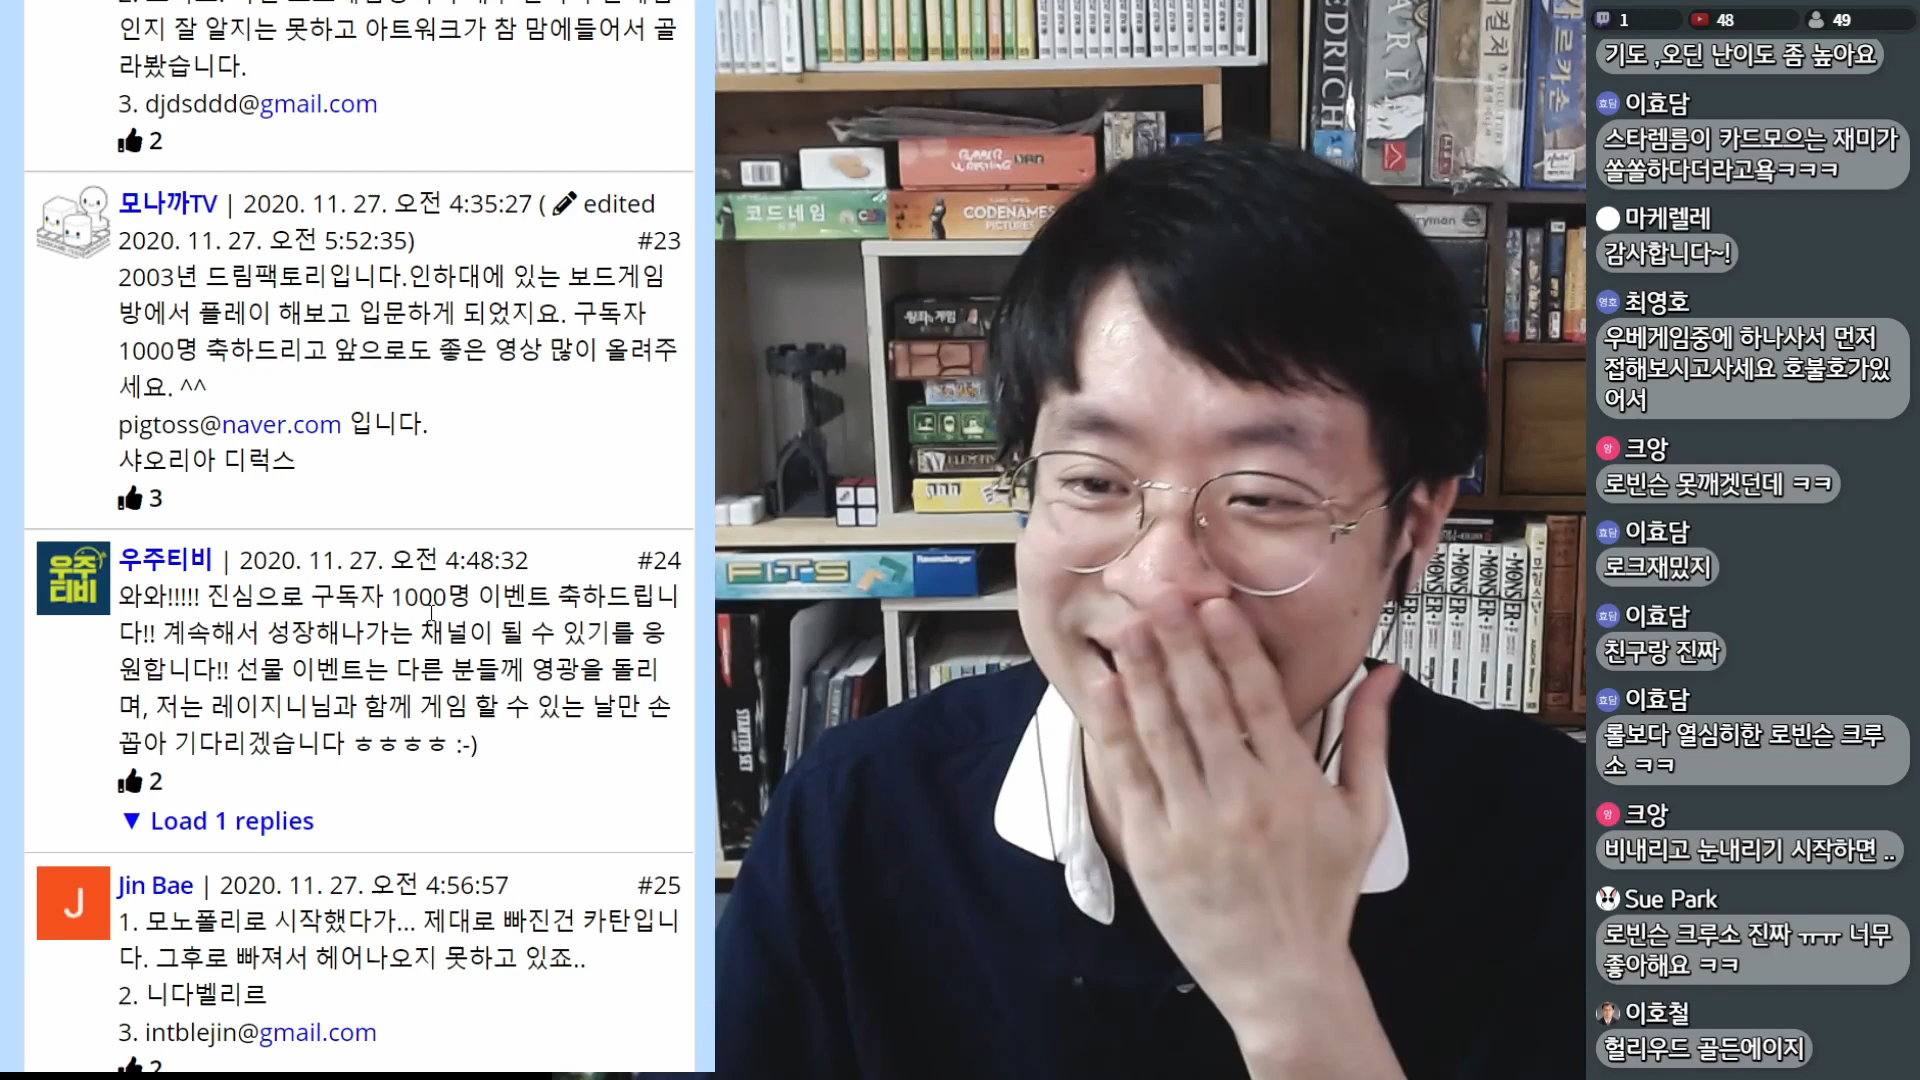 인지 잘 알지는 못하고 아트워크가 참 맘에들어서 골
라봤습니다.
3. djdsddd@gmail.com
2
모나까TV | 2020. 11. 27. 오전 4:35:27 ( edited
2020. 11. 27. 오전 5:52:35)
#23
2003년 드림팩토리입니다.인하대에 있는 보드게임
방에서 플레이 해보고 입문하게 되었지요. 구독자
1000명 축하드리고 앞으로도 좋은 영상 많이 올려주
세요. ^^
pigtoss@naver.com 입니다.
샤오리아 디럭스
3
우주티비
우주티비 | 2020. 11. 27. 오전 4:48:32
#24
와와!!!!! 진심으로 구독자 1000명 이벤트 축하드립니
다!! 계속해서 성장해나가는 채널이 될 수 있기를 응
원합니다!! 선물 이벤트는 다른 분들께 영광을 돌리
며, 저는 레이지니님과 함께 게임 할 수 있는 날만 손
꼽아 기다리겠습니다 ㅎㅎㅎㅎ :-)
2
▼ Load 1 replies
J
Jin Bae | 2020. 11. 27. 오전 4:56:57
#25
1. 모노폴리로 시작했다가... 제대로 빠진건 카탄입니
다. 그후로 빠져서 헤어나오지 못하고 있죠..
2. 니다벨리르
3. intblejin@gmail.com
2
코드네임
CODENAMES
PICTURES
FITS
Ravensburger
MONSTER
MONSTER
MONSTER
STARTER SET
1
48
49
기도 ,오딘 난이도 좀 높아요
효담 이효담
스타렘름이 카드모으는 재미가
쏠쏠하다더라고욬ㅋㅋㅋ
마케렐레
감사합니다~!
영호 최영호
우베게임중에 하나사서 먼저
접해보시고사세요 호불호가있
어서
앙 크앙
로빈슨 못깨겟던데 ㅋㅋ
효담 이효담
로크재밌지
효담 이효담
친구랑 진짜
효담 이효담
롤보다 열심히한 로빈슨 크루
소 ㅋㅋ
앙 크앙
비내리고 눈내리기 시작하면 ..
Sue Park
로빈슨 크루소 진짜 ㅠㅠ 너무
좋아해요 ㅋㅋ
이호철
헐리우드 골든에이지